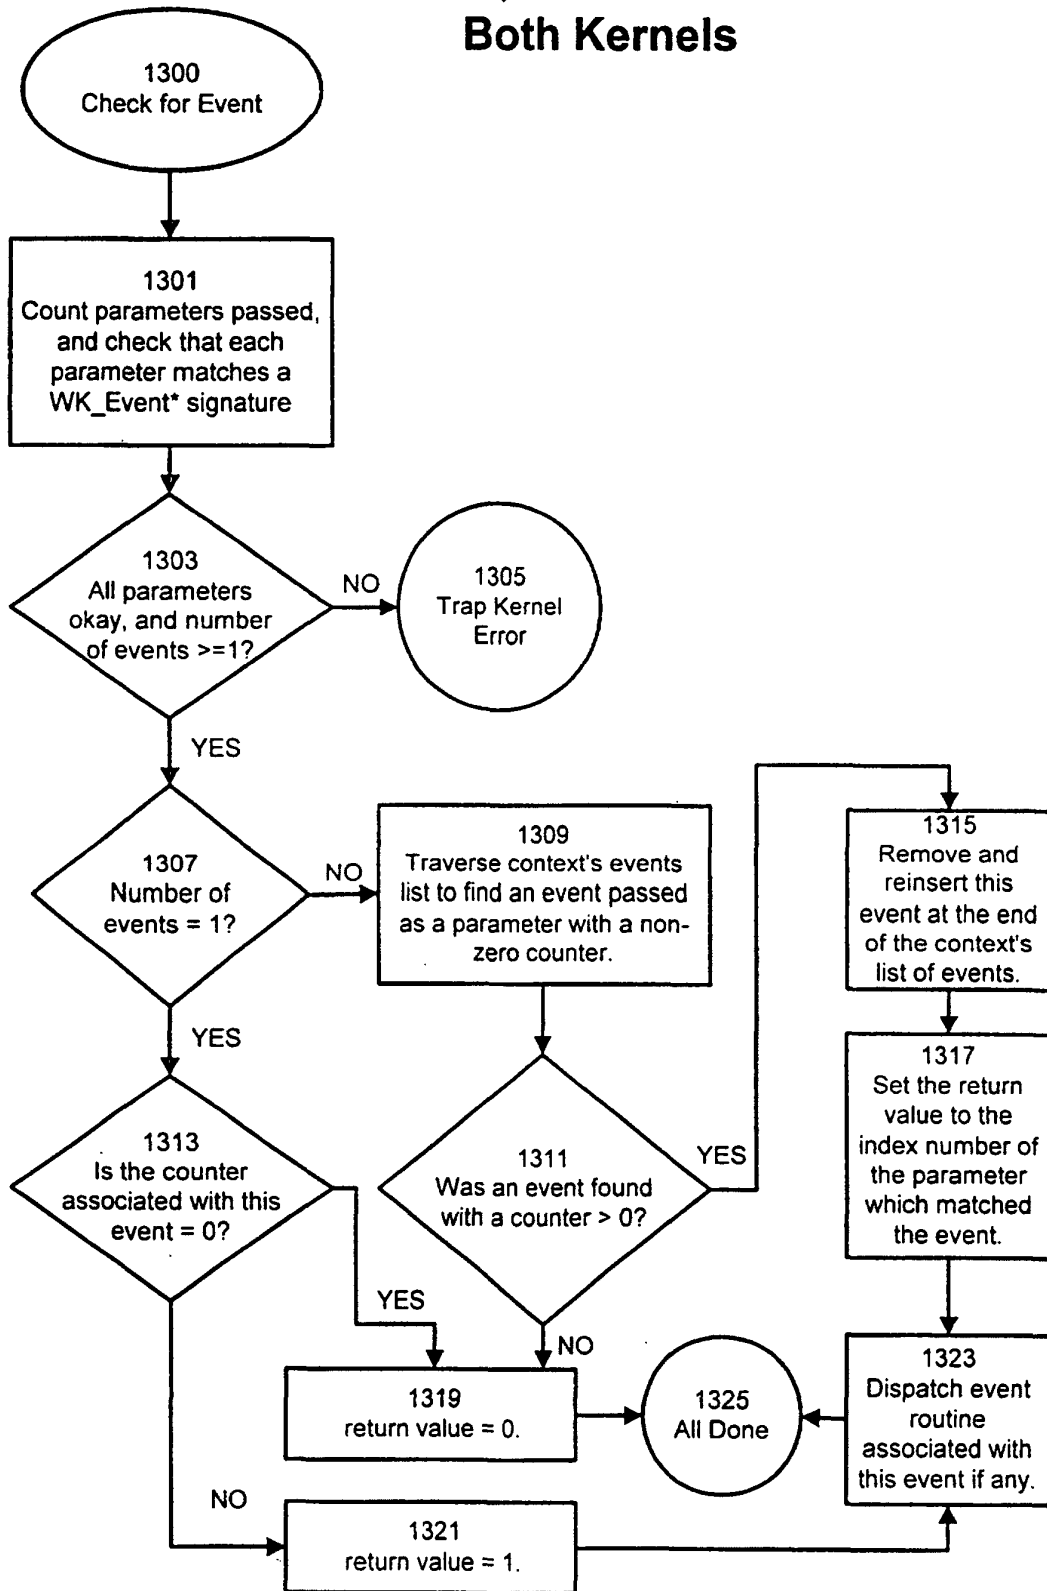 Both Kernels
1300
Check for Event
1301
Count parameters passed,
and check that each
parameter matches a
WK_Event* signature
1303
All parameters
okay, and number
of events >=1?
NO
1305
Trap Kernel
Error
YES
1307
Number of
events = 1?
NO
1309
Traverse context's events
list to find an event passed
as a parameter with a non-
zero counter.
1315
Remove and
reinsert this
event at the end
of the context's
list of events.
YES
1313
Is the counter
associated with this
event = 0?
1311
Was an event found
with a counter > 0?
YES
1317
Set the return
value to the
index number of
the parameter
which matched
the event.
YES
NO
1319
return value = 0.
1325
All Done
1323
Dispatch event
routine
associated with
this event if any.
NO
1321
return value = 1.